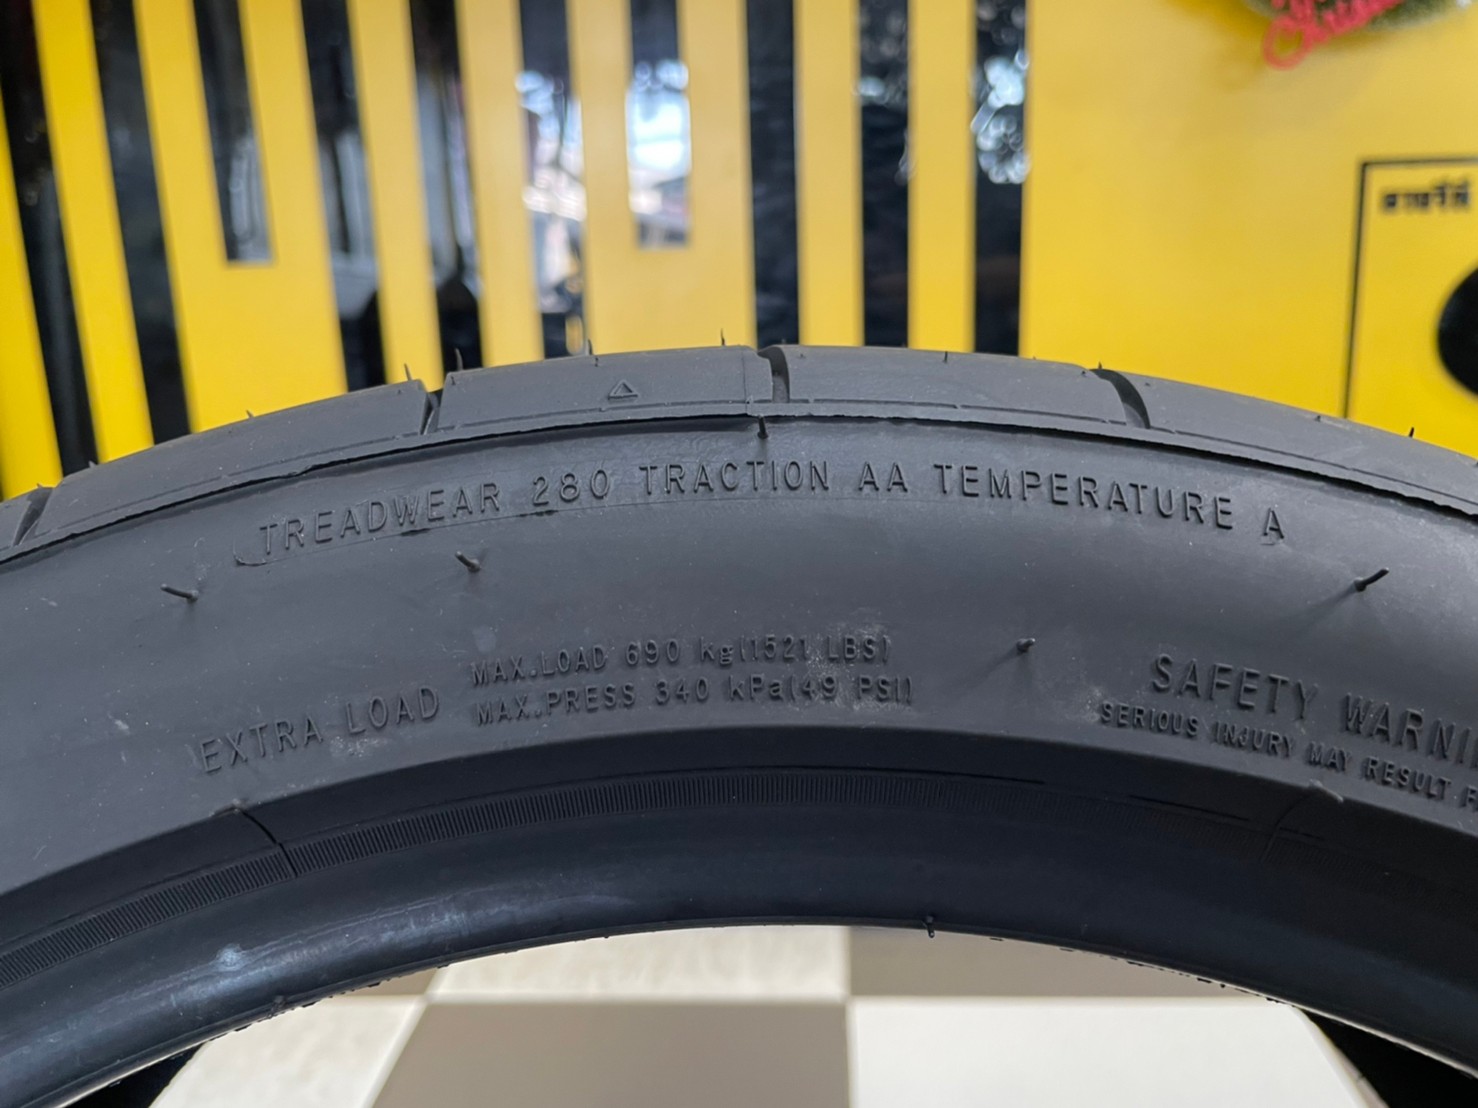 TREADWEAR 280 TRACTION AA TEMPERATURE A
EXTRA LOAD
MAX.LOAD 690 kg(1521 LBS)
MAX.PRESS 340 kPa(49 PSI)
SAFETY
SERIOUS INJURY MAY RESULT